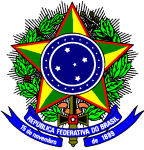 REPÚBLICA FEDERATIVA DO BRASIL
15 de novembro de 1889